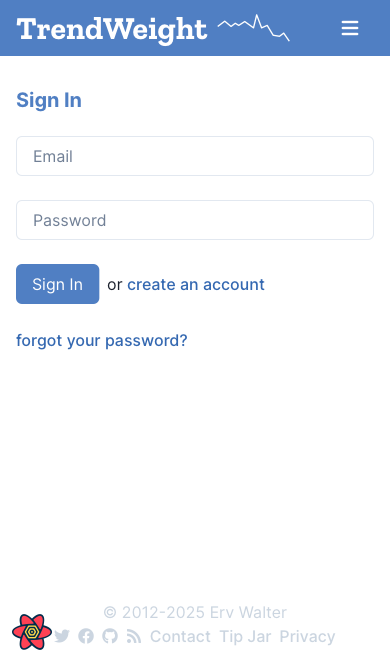 TrendWeight
Sign In
Email
Password
Sign In or create an account
forgot your password?
© 2012-2025 Erv Walter
Contact Tip Jar Privacy